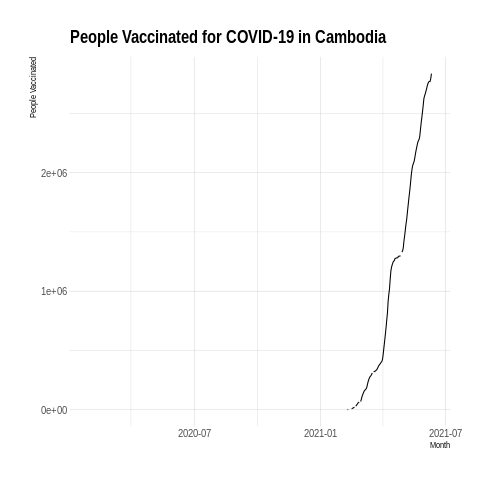 People Vaccinated for COVID-19 in Cambodia
People Vaccinated
2e+06
1e+06
0e+00
2020-07
2021-01
2021-07
Month